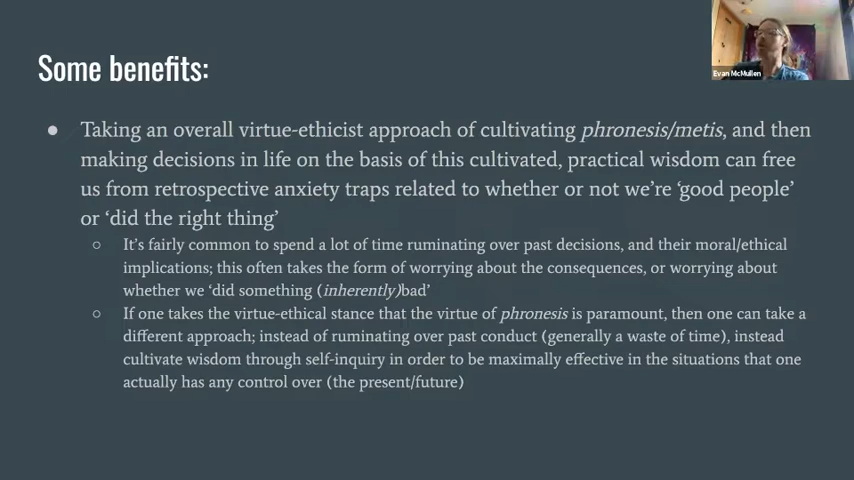 Some benefits:
Evan McMullen
● Taking an overall virtue-ethicist approach of cultivating phronesis/metis, and then
making decisions in life on the basis of this cultivated, practical wisdom can free
us from retrospective anxiety traps related to whether or not we're 'good people'
or 'did the right thing'
○ It's fairly common to spend a lot of time ruminating over past decisions, and their moral/ethical
implications; this often takes the form of worrying about the consequences, or worrying about
whether we 'did something (inherently)bad'
○ If one takes the virtue-ethical stance that the virtue of phronesis is paramount, then one can take a
different approach; instead of ruminating over past conduct (generally a waste of time), instead
cultivate wisdom through self-inquiry in order to be maximally effective in the situations that one
actually has any control over (the present/future)